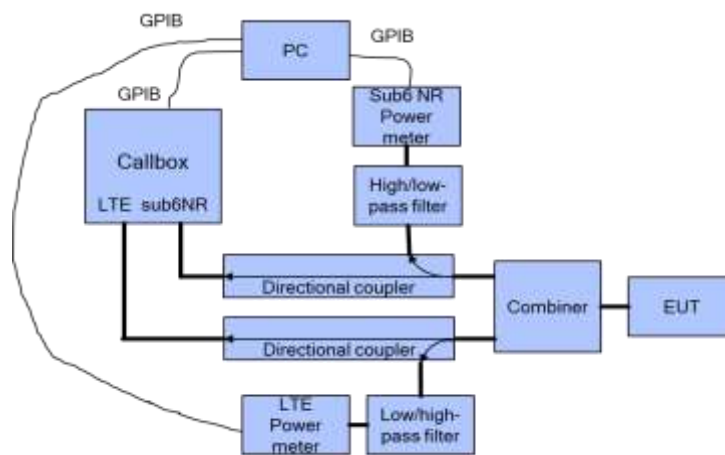 GPIB
GPIB
PC
GPIB
Sub6 NR
Power
meter
Callbox
LTE sub6NR
High/low-
pass filter
Directional coupler
Combiner
EUT
Directional coupler
LTE
Power
meter
Low/high-
pass filter